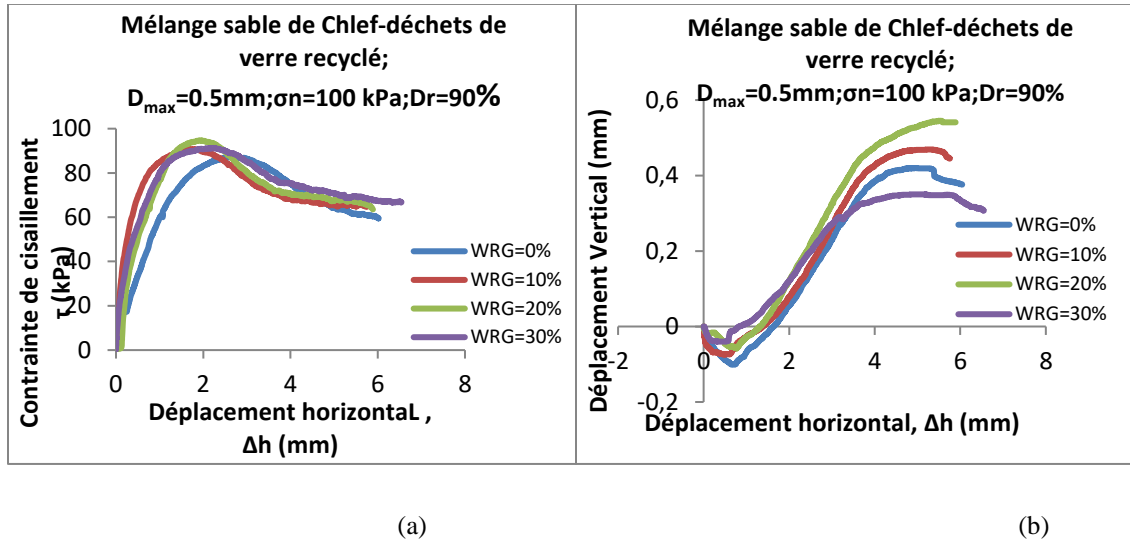 Mélange sable de Chlef-déchets de
verre recyclé;
Dmax=0.5mm;σn=100 kPa;Dr=90%
Contrainte de cisaillement
τ,(kPa)
100
80
60
40
20
0
0
2
4
6
8
WRG=0%
WRG=10%
WRG=20%
WRG=30%
Déplacement horizontaL ,
Δh (mm)
(a)
Mélange sable de Chlef-déchets de
verre recyclé;
Dmax=0.5mm;σn=100 kPa;Dr=90%
Déplacement Vertical (mm)
0,6
0,4
0,2
0
-0,2
-2
0
2
4
6
8
WRG=0%
WRG=10%
WRG=20%
WRG=30%
Déplacement horizontal, Δh (mm)
(b)